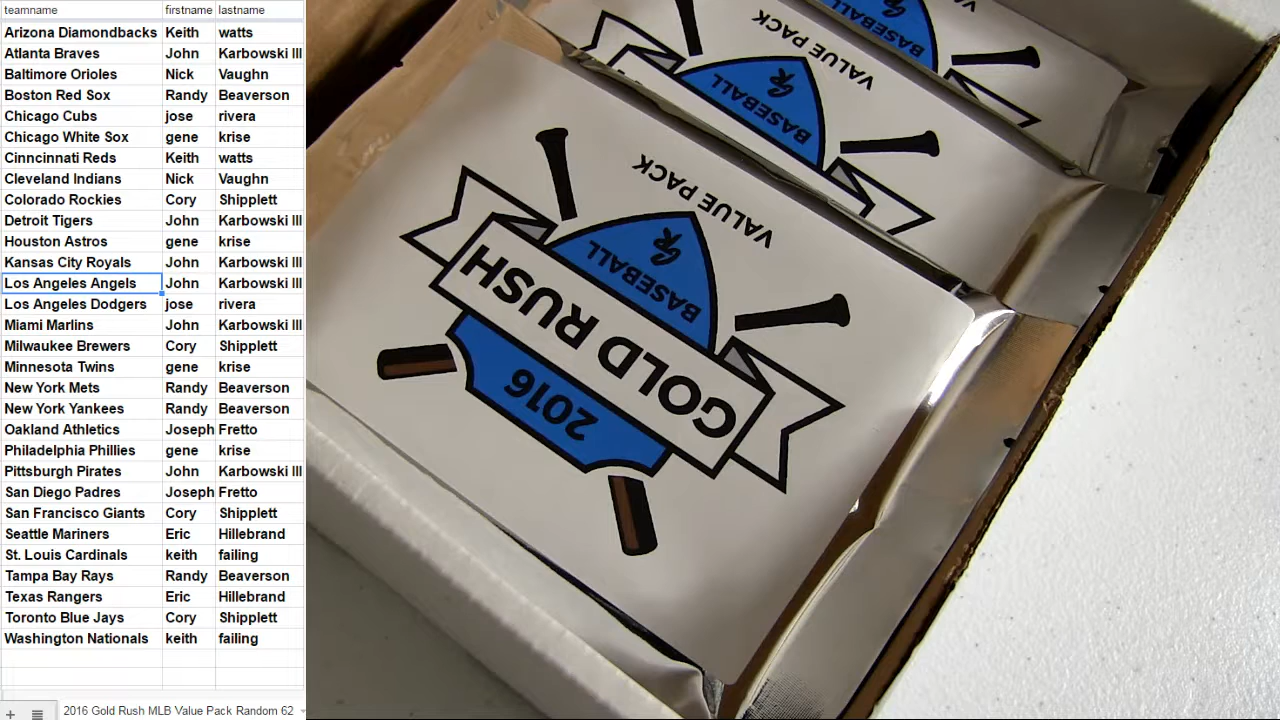 teamname firstname lastname
Arizona Diamondbacks Keith watts
Atlanta Braves John Karbowski III
Baltimore Orioles Nick Vaughn
Boston Red Sox Randy Beaverson
Chicago Cubs jose rivera
Chicago White Sox gene krise
Cinncinnati Reds Keith watts
Cleveland Indians Nick Vaughn
Colorado Rockies Cory Shipplett
Detroit Tigers John Karbowski III
Houston Astros gene krise
Kansas City Royals John Karbowski III
Los Angeles Angels John Karbowski III
Los Angeles Dodgers jose rivera
Miami Marlins John Karbowski III
Milwaukee Brewers Cory Shipplett
Minnesota Twins gene krise
New York Mets Randy Beaverson
New York Yankees Randy Beaverson
Oakland Athletics Joseph Fretto
Philadelphia Phillies gene krise
Pittsburgh Pirates John Karbowski III
San Diego Padres Joseph Fretto
San Francisco Giants Cory Shipplett
Seattle Mariners Eric Hillebrand
St. Louis Cardinals keith failing
Tampa Bay Rays Randy Beaverson
Texas Rangers Eric Hillebrand
Toronto Blue Jays Cory Shipplett
Washington Nationals keith failing
2016 Gold Rush MLB Value Pack Random 62
2016
GOLD RUSH
GR
BASEBALL
VALUE PACK
GR
BASEBALL
VALUE PACK
GR
BASEBALL